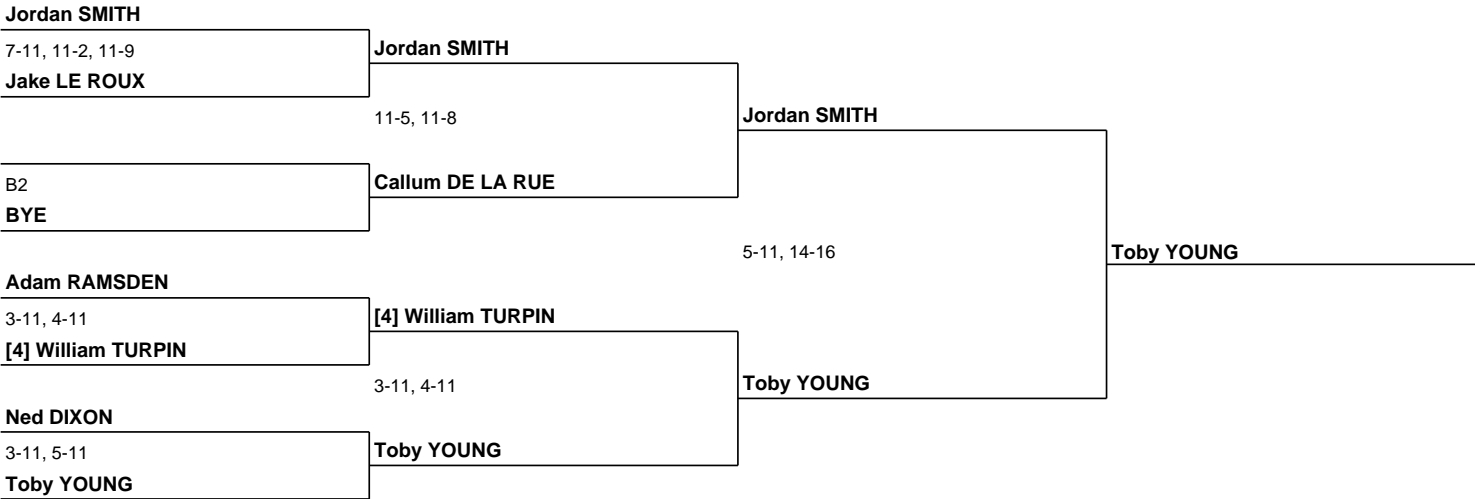 Jordan SMITH
7-11, 11-2, 11-9
Jake LE ROUX
B2
BYE
Adam RAMSDEN
3-11, 4-11
[4] William TURPIN
Ned DIXON
3-11, 5-11
Toby YOUNG
Jordan SMITH
11-5, 11-8
Callum DE LA RUE
[4] William TURPIN
3-11, 4-11
Toby YOUNG
Jordan SMITH
5-11, 14-16
Toby YOUNG
Toby YOUNG